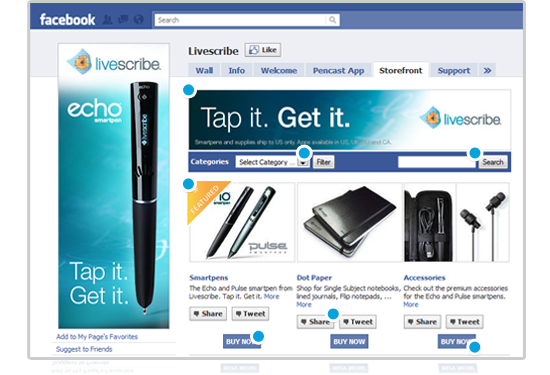 facebook
Search
livescribe
echo
smartpen
livescribe
Tap it.
Get it.
Add to My Page's Favorites
Suggest to Friends
Livescribe
Like
Wall Info Welcome Pencast App Storefront Support »
Tap it. Get it.
livescribe
Smartpens and supplies ship to US only. Apps available in US,
Categories Select Category ... Filter Search
FEATURED
iO
smartpen
pulse
smartpen
Smartpens
The Echo and Pulse smartpen from
Livescribe. Tap it. Get it. More
Share Tweet
BUY NOW
Dot Paper
Shop for Single Subject notebooks,
lined journals, Flip notepads, ...
More
Share Tweet
BUY NOW
Accessories
Check out the premium accessories
for the Echo and Pulse smartpens.
More
Share Tweet
BUY NOW